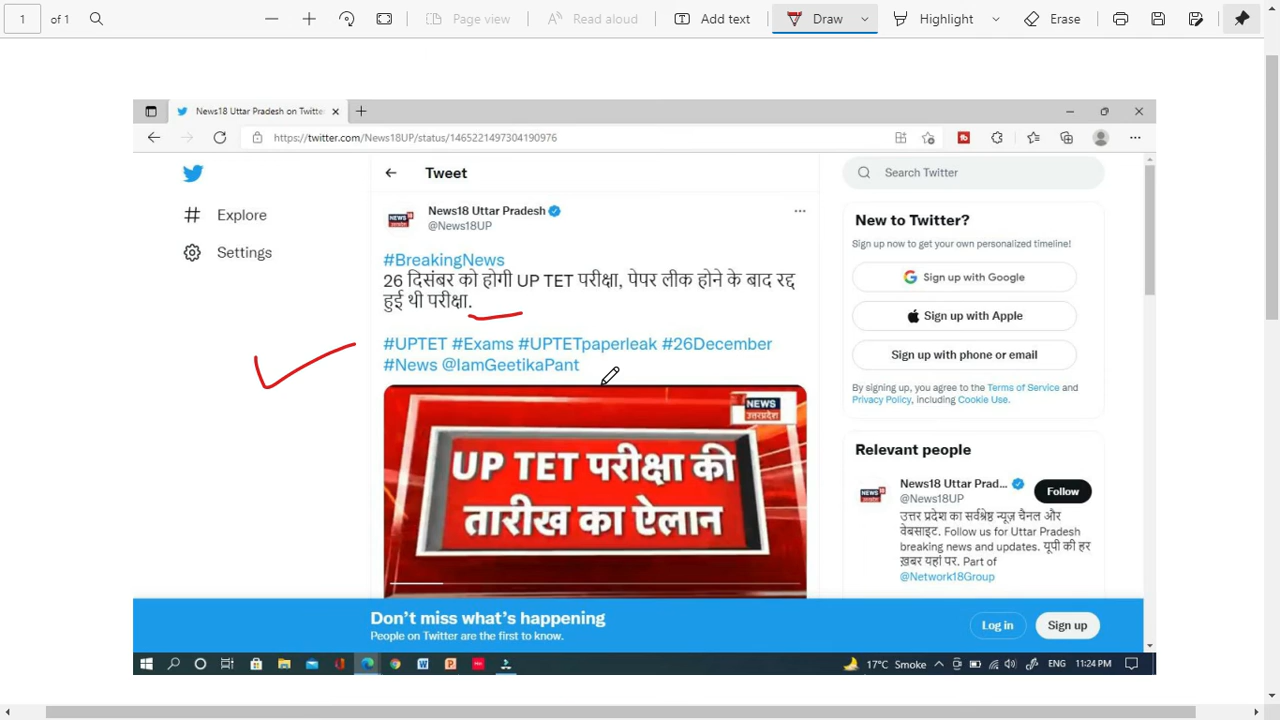 1 of 1 Page view Read aloud Add text Draw Highlight Erase
News18 Uttar Pradesh on Twitte
https://twitter.com/News18UP/status/1465221497304190976
Tweet
Explore
Settings
News18 Uttar Pradesh
@News18UP
#BreakingNews
26 दिसंबर को होगी UP TET परीक्षा, पेपर लीक होने के बाद रद्द
हुई थी परीक्षा.
#UPTET #Exams #UPTETpaperleak #26December
#News @IamGeetikaPant
NEWS
18
उत्तरप्रदेश
UP TET परीक्षा की
तारीख का ऐलान
Search Twitter
New to Twitter?
Sign up now to get your own personalized timeline!
Sign up with Google
Sign up with Apple
Sign up with phone or email
By signing up, you agree to the Terms of Service and
Privacy Policy, including Cookie Use.
Relevant people
News18 Uttar Prad...
@News18UP
Follow
उत्तर प्रदेश का सर्वश्रेष्ठ न्यूज़ चैनल और
वेबसाइट. Follow us for Uttar Pradesh
breaking news and updates. यूपी की हर
ख़बर यहां पर. Part of
@Network18Group
Don't miss what's happening
People on Twitter are the first to know.
Log in
Sign up
17°C Smoke ENG 11:24 PM